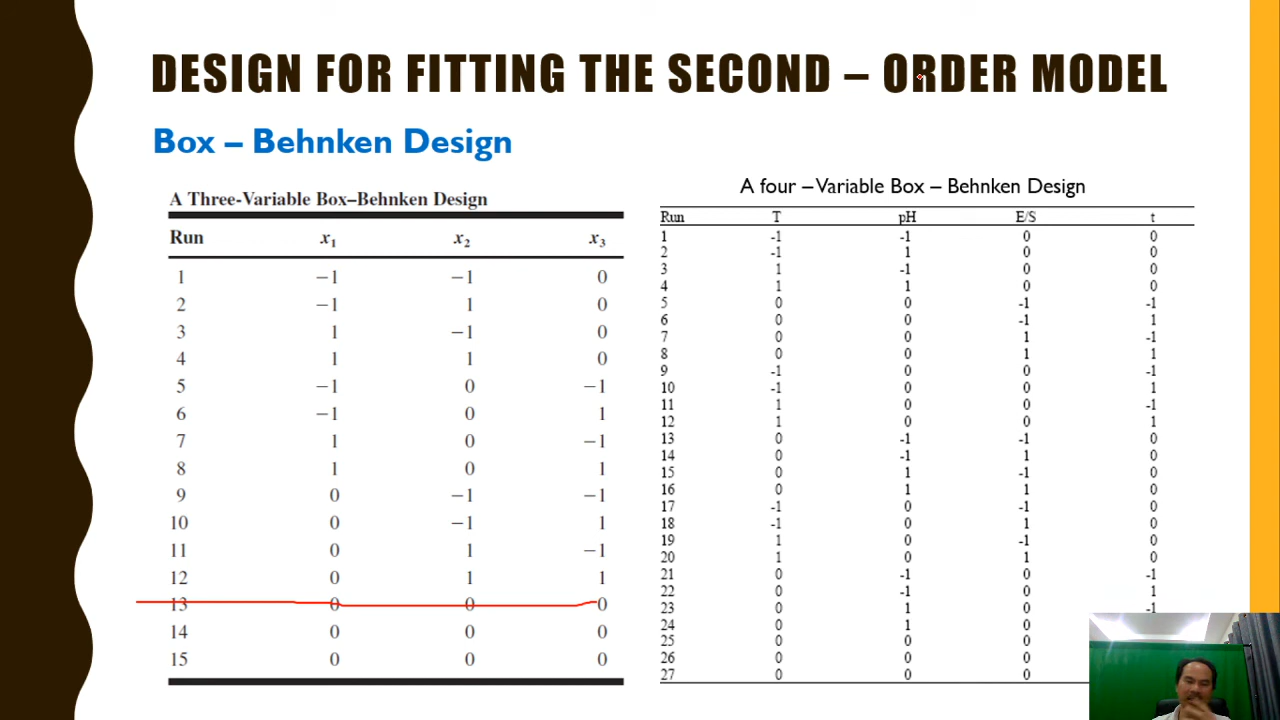 DESIGN FOR FITTING THE SECOND – ORDER MODEL
Box – Behnken Design
A Three-Variable Box–Behnken Design
Run x₁ x₂ x₃
1 −1 −1 0
2 −1 1 0
3 1 −1 0
4 1 1 0
5 −1 0 −1
6 −1 0 1
7 1 0 −1
8 1 0 1
9 0 −1 −1
10 0 −1 1
11 0 1 −1
12 0 1 1
13 0 0 0
14 0 0 0
15 0 0 0
A four – Variable Box – Behnken Design
Run T pH E/S t
1 -1 -1 0 0
2 -1 1 0 0
3 1 -1 0 0
4 1 1 0 0
5 0 0 -1 -1
6 0 0 -1 1
7 0 0 1 -1
8 0 0 1 1
9 -1 0 0 -1
10 -1 0 0 1
11 1 0 0 -1
12 1 0 0 1
13 0 -1 -1 0
14 0 -1 1 0
15 0 1 -1 0
16 0 1 1 0
17 -1 0 -1 0
18 -1 0 1 0
19 1 0 -1 0
20 1 0 1 0
21 0 -1 0 -1
22 0 -1 0 1
23 0 1 0 -1
24 0 1 0
25 0 0 0
26 0 0 0
27 0 0 0